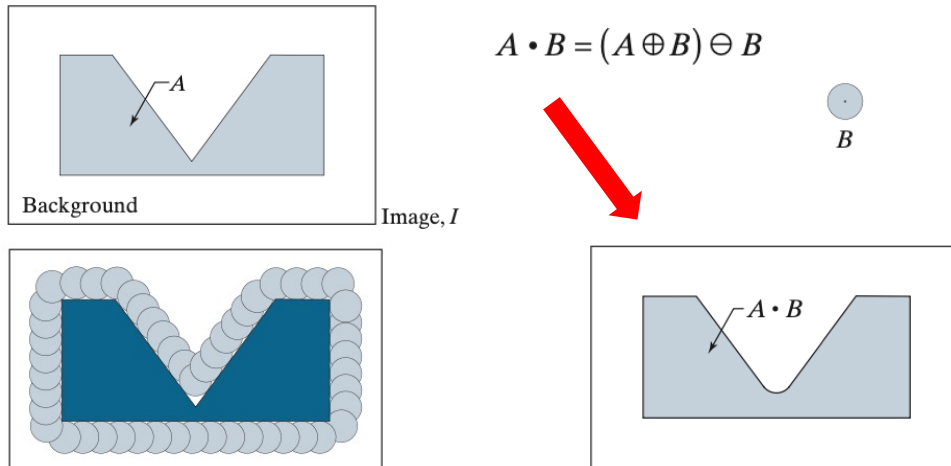 A
Background
Image, I
A • B = (A ⊕ B) ⊖ B
B
A • B